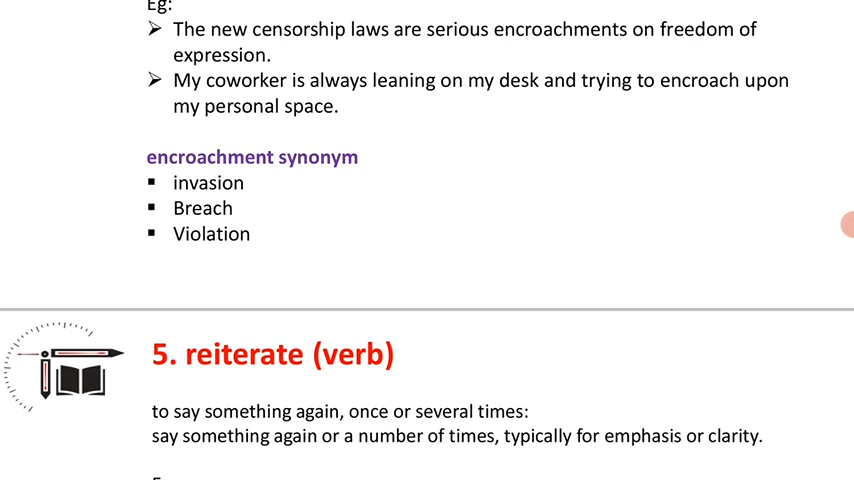 Eg:
➢ The new censorship laws are serious encroachments on freedom of
expression.
➢ My coworker is always leaning on my desk and trying to encroach upon
my personal space.
encroachment synonym
▪ invasion
▪ Breach
▪ Violation
5. reiterate (verb)
to say something again, once or several times:
say something again or a number of times, typically for emphasis or clarity.